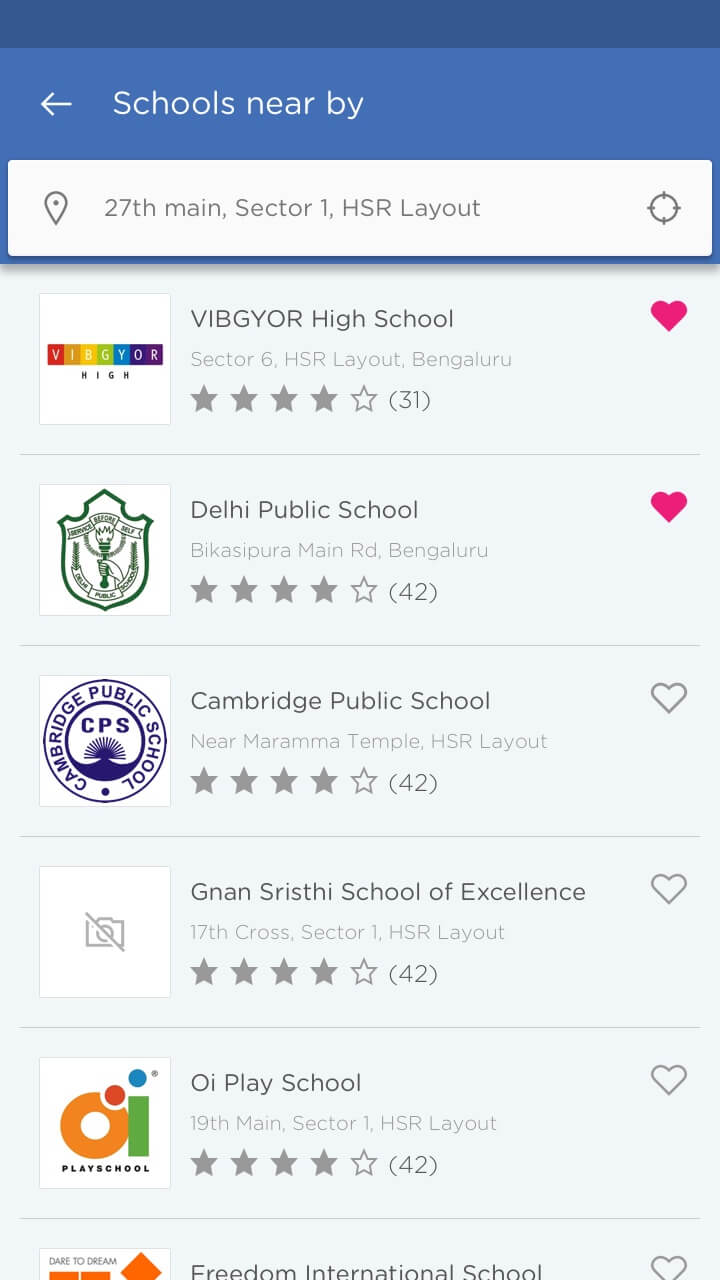 Schools near by
27th main, Sector 1, HSR Layout
VIBGYOR
HIGH
VIBGYOR High School
Sector 6, HSR Layout, Bengaluru
(31)
SERVICE BEFORE SELF
DELHI PUBLIC SCHOOL
Delhi Public School
Bikasipura Main Rd, Bengaluru
(42)
CAMBRIDGE PUBLIC SCHOOL
CPS
Cambridge Public School
Near Maramma Temple, HSR Layout
(42)
Gnan Sristhi School of Excellence
17th Cross, Sector 1, HSR Layout
(42)
oi ®
PLAYSCHOOL
Oi Play School
19th Main, Sector 1, HSR Layout
(42)
DARE TO DREAM
Freedom International School